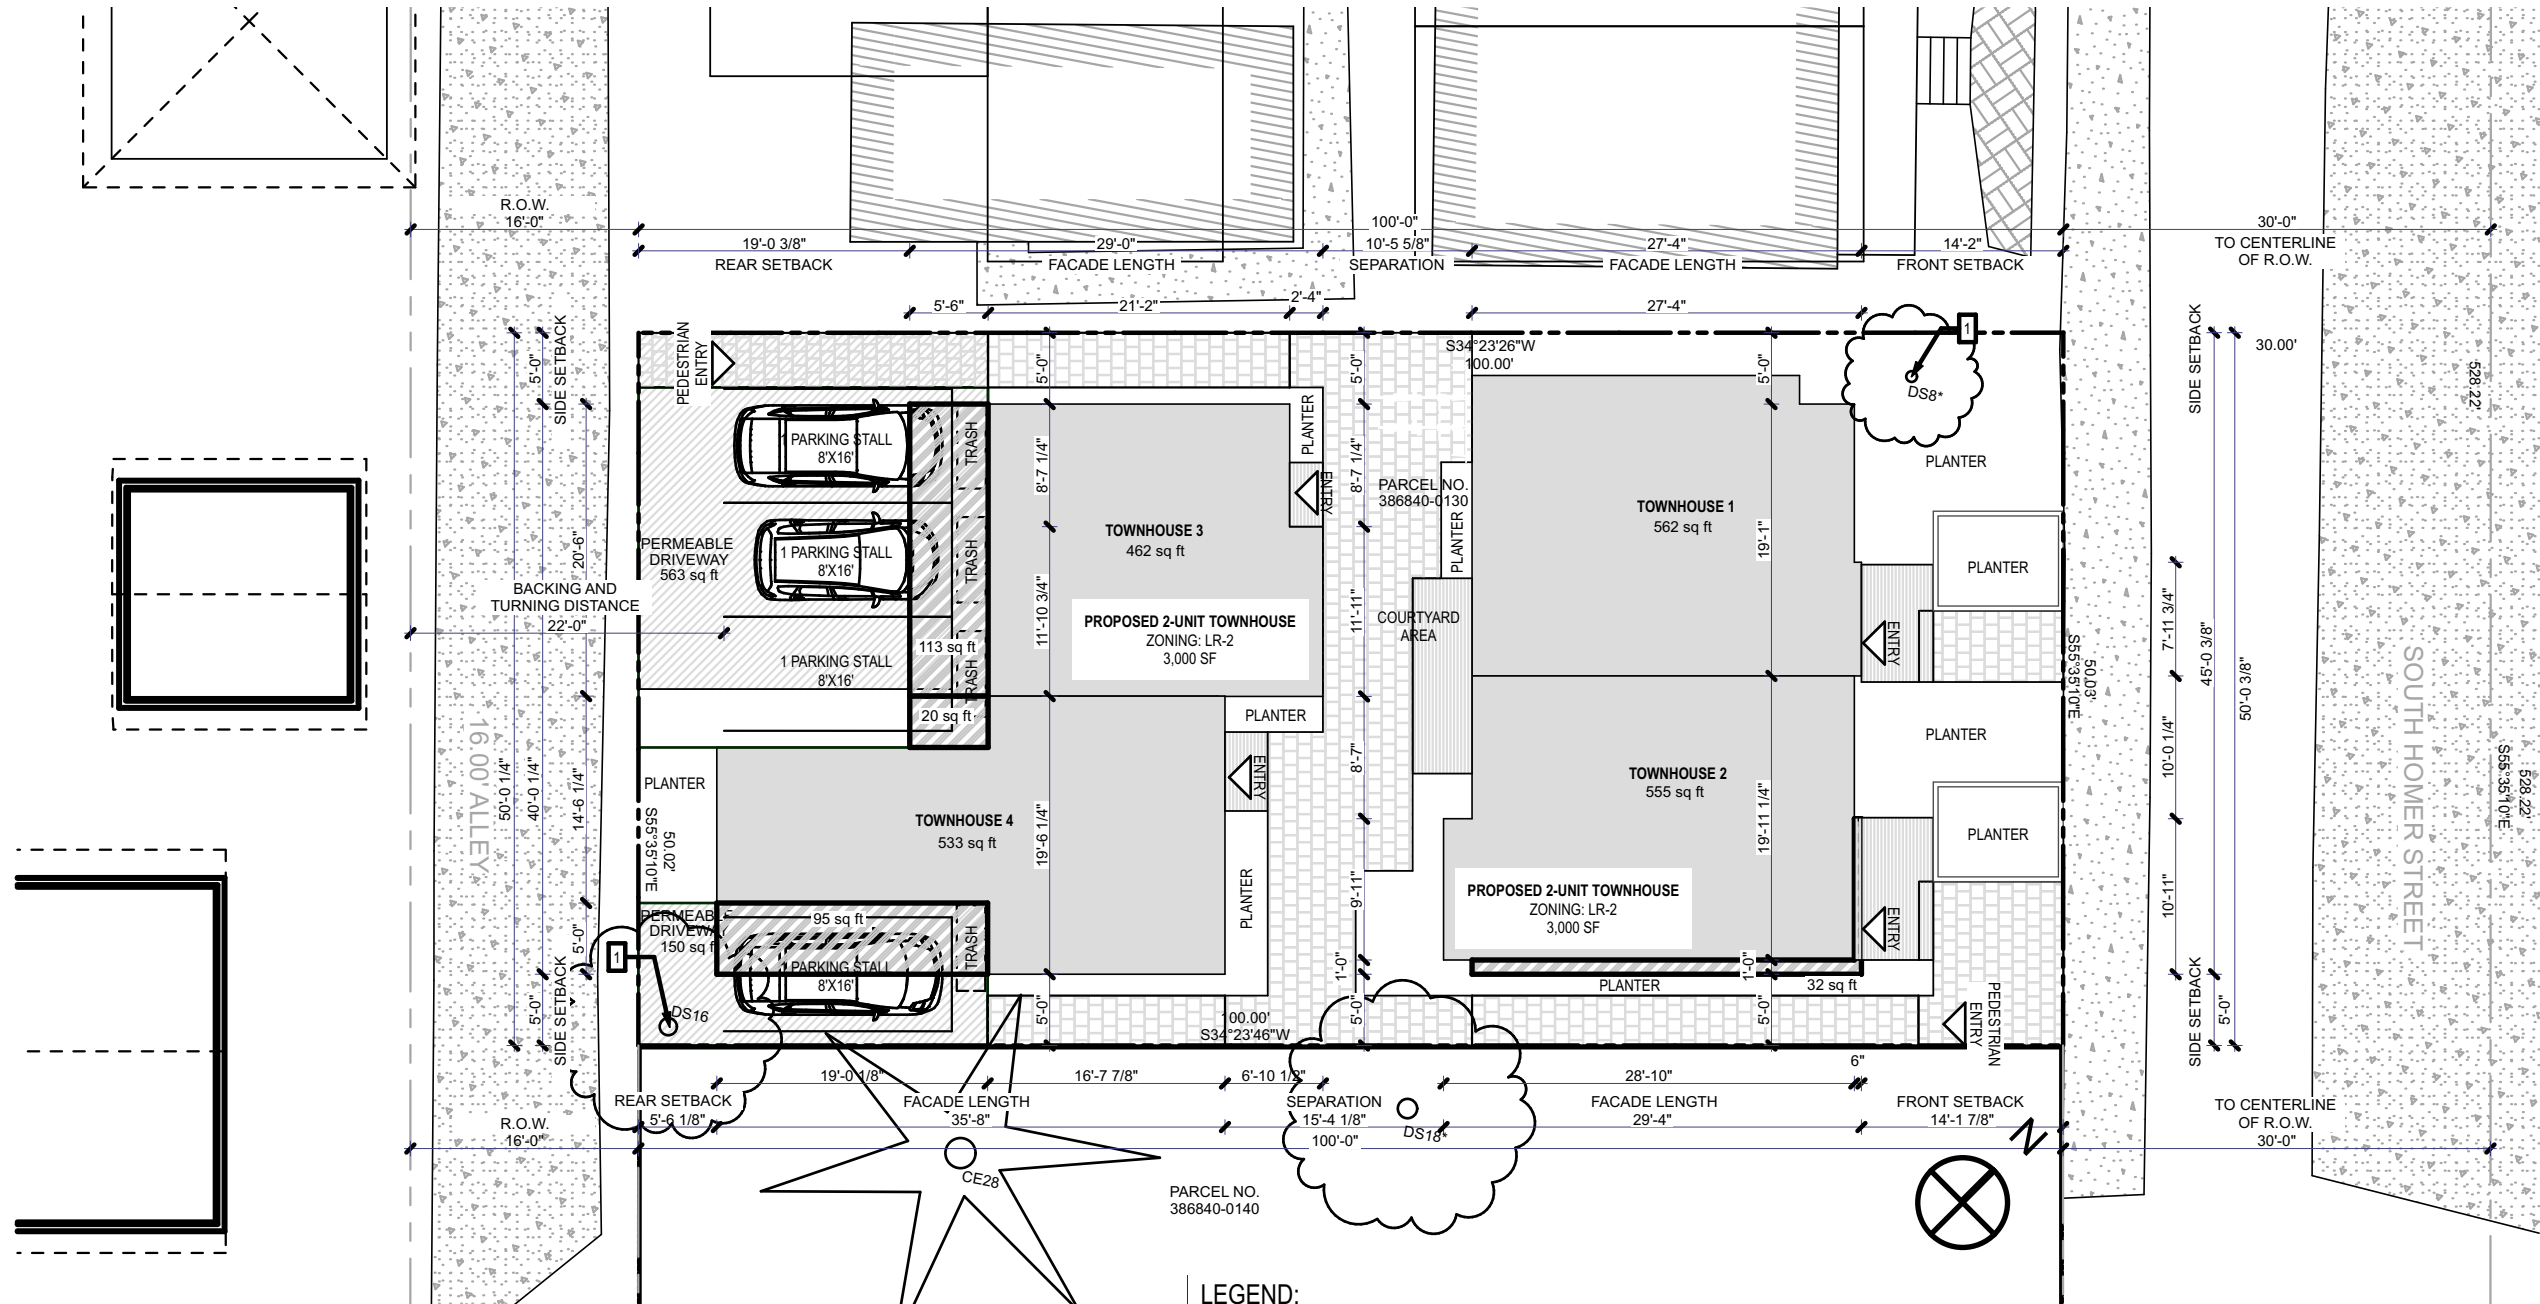 R.O.W.
16'-0"
100'-0"
30'-0"
TO CENTERLINE
OF R.O.W.
19'-0 3/8"
REAR SETBACK
29'-0"
FACADE LENGTH
10'-5 5/8"
SEPARATION
27'-4"
FACADE LENGTH
14'-2"
FRONT SETBACK
5'-6"
21'-2"
2'-4"
27'-4"
SIDE SETBACK
5'-0"
PEDESTRIAN
ENTRY
5'-0"
5'-0"
S34°23'26"W
100.00'
5'-0"
1
DS8*
SIDE SETBACK
30.00'
528.22'
1 PARKING STALL
8'X16'
TRASH
8'-7 1/4"
PLANTER
ENTRY
8'-7 1/4"
PARCEL NO.
386840-0130
PLANTER
PLANTER
TOWNHOUSE 3
462 sq ft
TOWNHOUSE 1
562 sq ft
19'-1"
PERMEABLE
DRIVEWAY
563 sq ft
1 PARKING STALL
8'X16'
TRASH
20'-6"
BACKING AND
TURNING DISTANCE
22'-0"
11'-10 3/4"
PROPOSED 2-UNIT TOWNHOUSE
ZONING: LR-2
3,000 SF
11'-11"
COURTYARD
AREA
PLANTER
ENTRY
7'-11 3/4"
45'-0 3/8"
50'-0 3/8"
50.03'
S55°35'10"E
SOUTH HOMER STREET
113 sq ft
1 PARKING STALL
8'X16'
TRASH
20 sq ft
PLANTER
PLANTER
16.00' ALLEY
50'-0 1/4"
40'-0 1/4"
14'-6 1/4"
PLANTER
50.02'
S55°35'10"E
TOWNHOUSE 4
533 sq ft
19'-6 1/4"
ENTRY
8'-7"
TOWNHOUSE 2
555 sq ft
19'-11 1/4"
10'-0 1/4"
528.22'
S55°35'10"E
PLANTER
PLANTER
9'-11"
PROPOSED 2-UNIT TOWNHOUSE
ZONING: LR-2
3,000 SF
ENTRY
10'-11"
PERMEABLE
DRIVEWAY
150 sq ft
95 sq ft
TRASH
1
5'-0"
PARKING STALL
8'X16'
1'-0"
1'-0"
PLANTER
32 sq ft
DS16
5'-0"
SIDE SETBACK
5'-0"
100.00'
S34°23'46"W
5'-0"
5'-0"
PEDESTRIAN
ENTRY
SIDE SETBACK
5'-0"
19'-0 1/8"
16'-7 7/8"
6'-10 1/2"
28'-10"
6"
REAR SETBACK
5'-6 1/8"
FACADE LENGTH
35'-8"
SEPARATION
15'-4 1/8"
FACADE LENGTH
29'-4"
FRONT SETBACK
14'-1 7/8"
TO CENTERLINE
OF R.O.W.
30'-0"
R.O.W.
16'-0"
DS18*
100'-0"
N
CE28
PARCEL NO.
386840-0140
LEGEND: